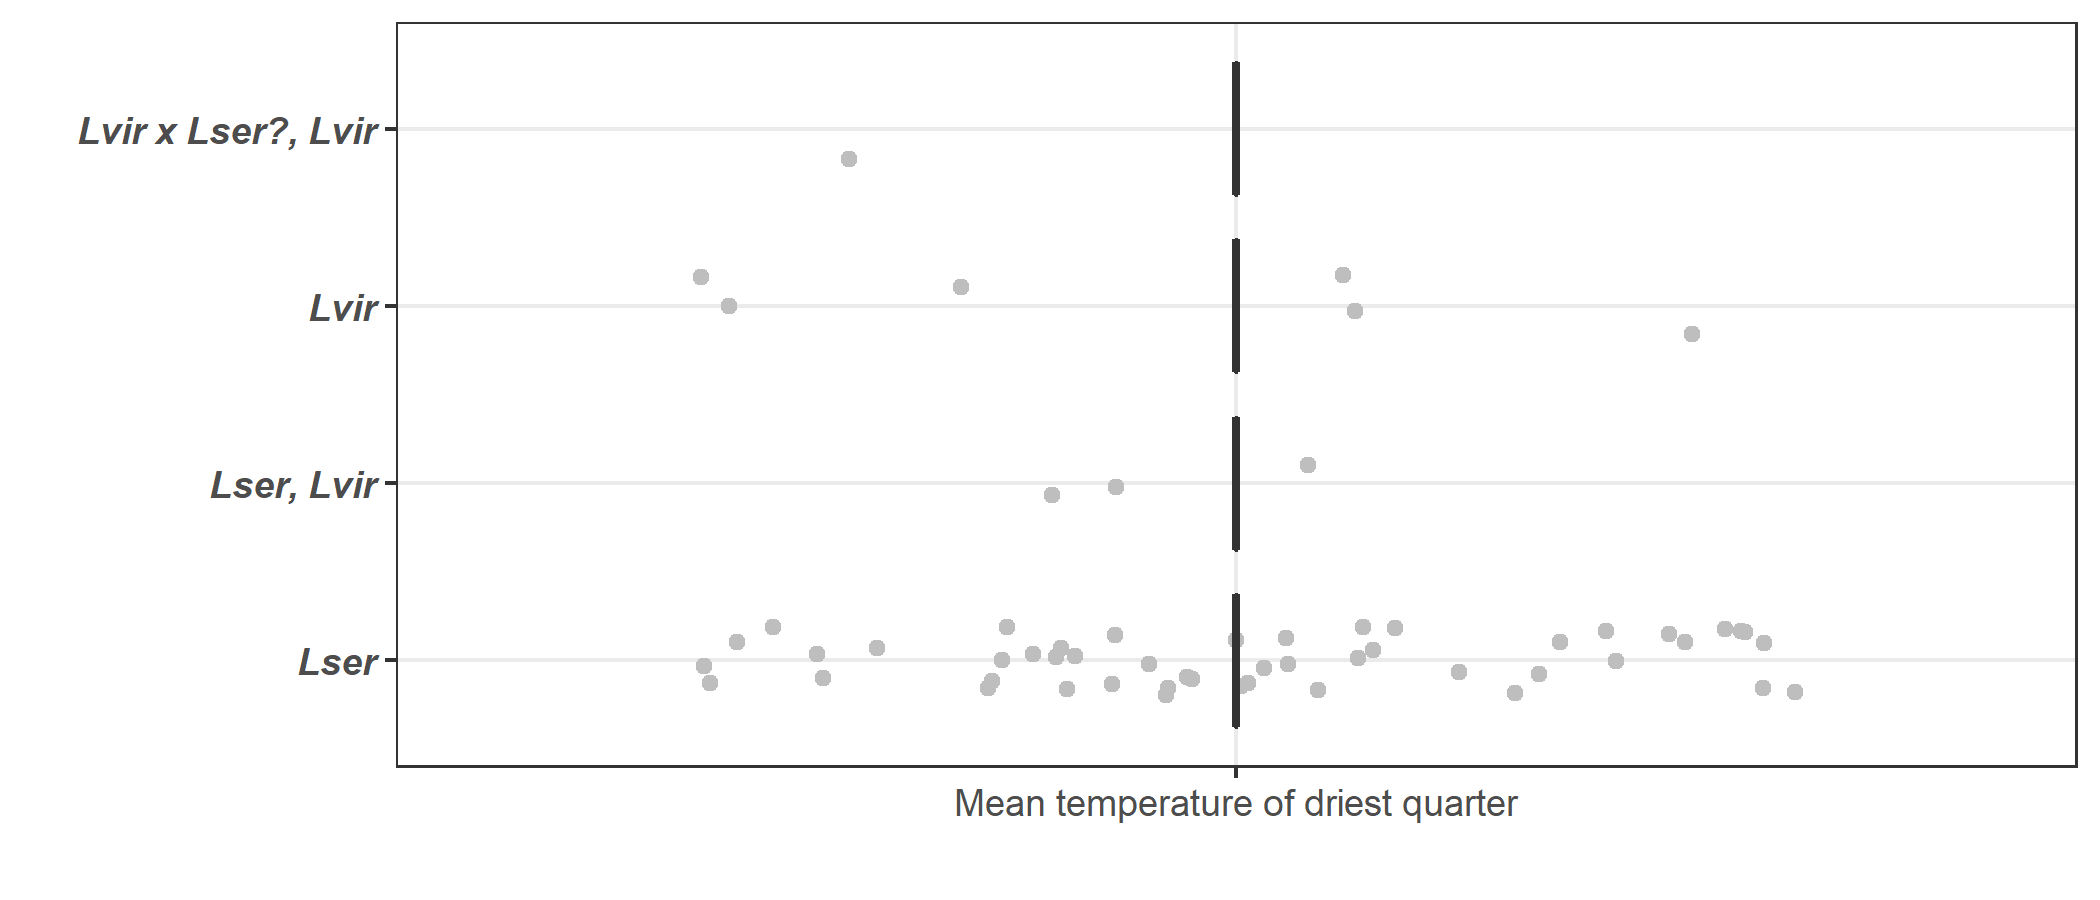 Lvir x Lser?, Lvir
Lvir
Lser, Lvir
Lser
Mean temperature of driest quarter